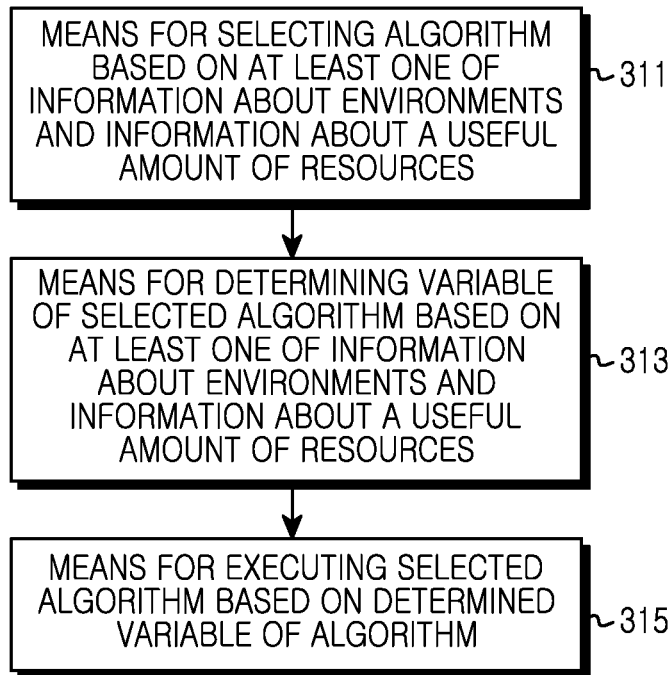 MEANS FOR SELECTING ALGORITHM
BASED ON AT LEAST ONE OF
INFORMATION ABOUT ENVIRONMENTS
AND INFORMATION ABOUT A USEFUL
AMOUNT OF RESOURCES
311
MEANS FOR DETERMINING VARIABLE
OF SELECTED ALGORITHM BASED ON
AT LEAST ONE OF INFORMATION
ABOUT ENVIRONMENTS AND
INFORMATION ABOUT A USEFUL
AMOUNT OF RESOURCES
313
MEANS FOR EXECUTING SELECTED
ALGORITHM BASED ON DETERMINED
VARIABLE OF ALGORITHM
315